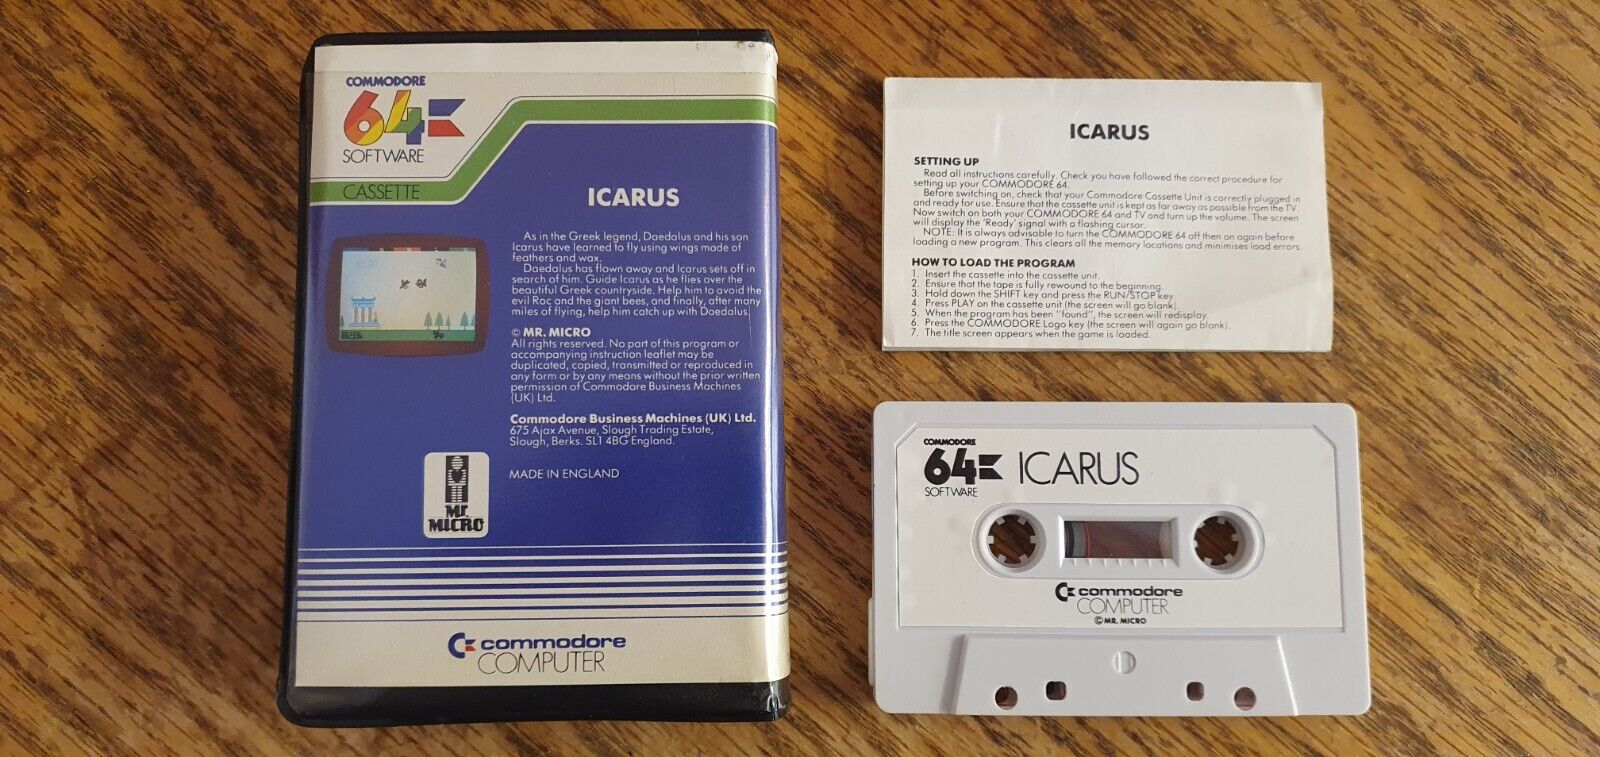 COMMODORE
64
SOFTWARE
CASSETTE
ICARUS
As in the Greek legend, Daedalus and his son
Icarus have learned to fly using wings made of
feathers and wax.
Daedalus has flown away and Icarus sets off in
search of him. Guide Icarus as he flies over the
beautiful Greek countryside. Help him to avoid the
evil Roc and the giant bees, and finally, after many
miles of flying, help him catch up with Daedalus.
© MR. MICRO
All rights reserved. No part of this program or
accompanying instruction leaflet may be
duplicated, copied, transmitted or reproduced in
any form or by any means without the prior written
permission of Commodore Business Machines
(UK) Ltd.
Commodore Business Machines (UK) Ltd.
675 Ajax Avenue, Slough Trading Estate,
Slough, Berks. SL1 4BG England.
MADE IN ENGLAND
Mr.
MICRO
commodore
COMPUTER
ICARUS
SETTING UP
Read all instructions carefully. Check you have followed the correct procedure for
setting up your COMMODORE 64.
Before switching on, check that your Commodore Cassette Unit is correctly plugged in
and ready for use. Ensure that the cassette unit is kept as far away as possible from the TV.
Now switch on both your COMMODORE 64 and TV and turn up the volume. The screen
will display the 'Ready' signal with a flashing cursor.
NOTE: It is always advisable to turn the COMMODORE 64 off then on again before
loading a new program. This clears all the memory locations and minimises load errors.
HOW TO LOAD THE PROGRAM
1. Insert the cassette into the cassette unit.
2. Ensure that the tape is fully rewound to the beginning.
3. Hold down the SHIFT key and press the RUN/STOP key.
4. Press PLAY on the cassette unit (the screen will go blank).
5. When the program has been "found", the screen will redisplay.
6. Press the COMMODORE Logo key (the screen will again go blank).
7. The title screen appears when the game is loaded.
COMMODORE
64 ICARUS
SOFTWARE
commodore
COMPUTER
© MR. MICRO